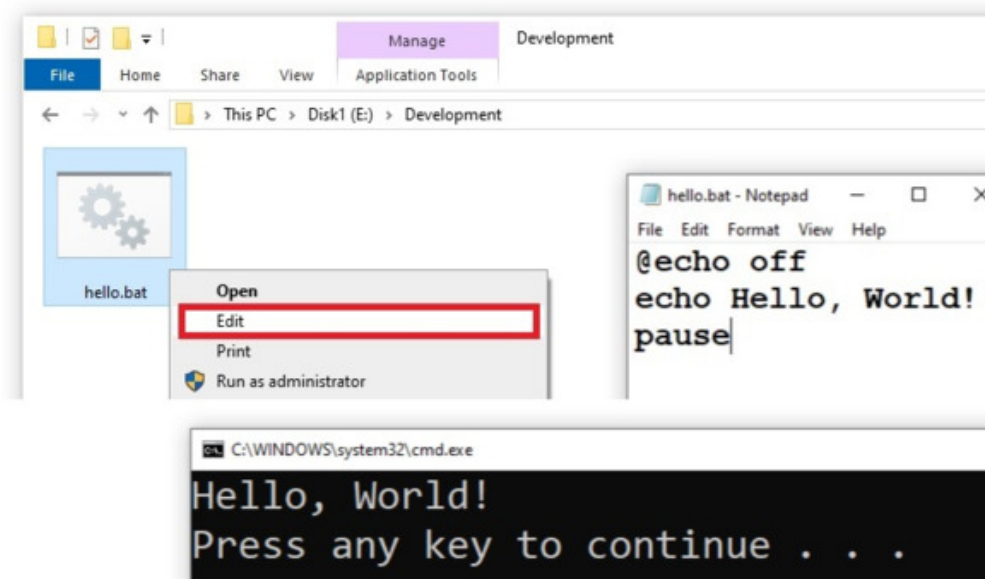 Manage Development
File Home Share View Application Tools
This PC > Disk1 (E:) > Development
hello.bat
Open
Edit
Print
Run as administrator
hello.bat - Notepad
File Edit Format View Help
@echo off
echo Hello, World!
pause
C:\WINDOWS\system32\cmd.exe
Hello, World!
Press any key to continue . . .